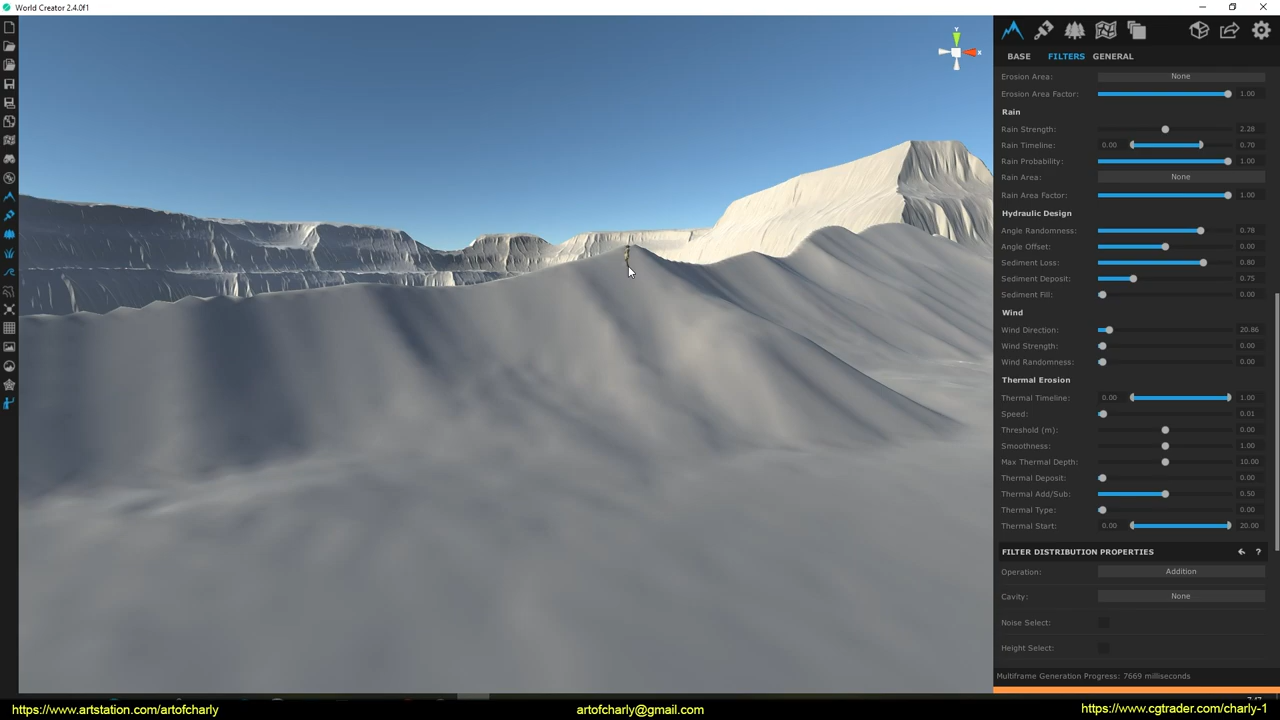 World Creator 2.4.0f1
Y
X
BASE FILTERS GENERAL
Erosion Area: None
Erosion Area Factor: 1.00
Rain
Rain Strength: 2.28
Rain Timeline: 0.00 0.70
Rain Probability: 1.00
Rain Area: None
Rain Area Factor: 1.00
Hydraulic Design
Angle Randomness: 0.78
Angle Offset: 0.00
Sediment Loss: 0.80
Sediment Deposit: 0.75
Sediment Fill: 0.00
Wind
Wind Direction: 20.86
Wind Strength: 0.00
Wind Randomness: 0.00
Thermal Erosion
Thermal Timeline: 0.00 1.00
Speed: 0.01
Threshold (m): 0.00
Smoothness: 1.00
Max Thermal Depth: 10.00
Thermal Deposit: 0.00
Thermal Add/Sub: 0.50
Thermal Type: 0.00
Thermal Start: 0.00 20.00
FILTER DISTRIBUTION PROPERTIES ?
Operation: Addition
Cavity: None
Noise Select:
Height Select:
Multiframe Generation Progress: 7669 milliseconds
https://www.artstation.com/artofcharly artofcharly@gmail.com https://www.cgtrader.com/charly-1